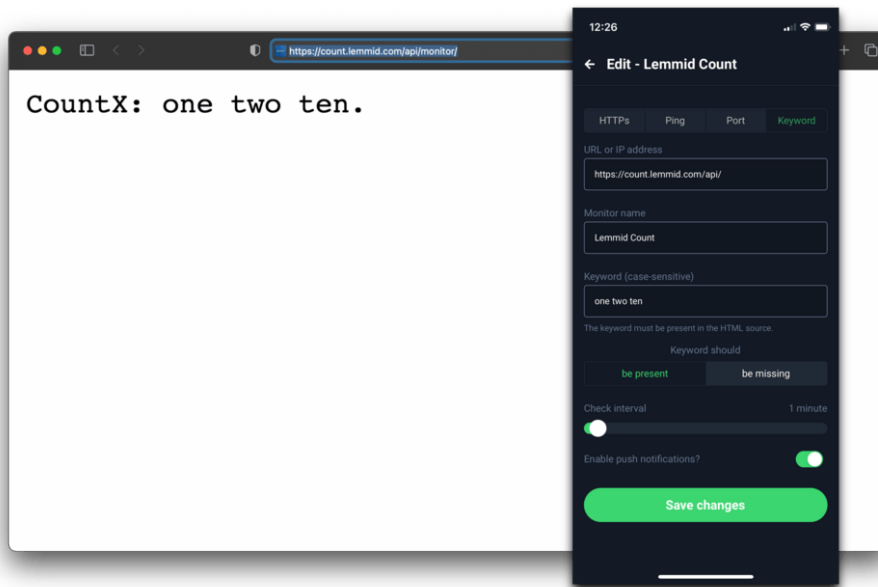 https://count.lemmid.com/api/monitor/
CountX: one two ten.
12:26
Edit - Lemmid Count
HTTPs Ping Port Keyword
URL or IP address
https://count.lemmid.com/api/
Monitor name
Lemmid Count
Keyword (case-sensitive)
one two ten
The keyword must be present in the HTML source.
Keyword should
be present be missing
Check interval 1 minute
Enable push notifications?
Save changes